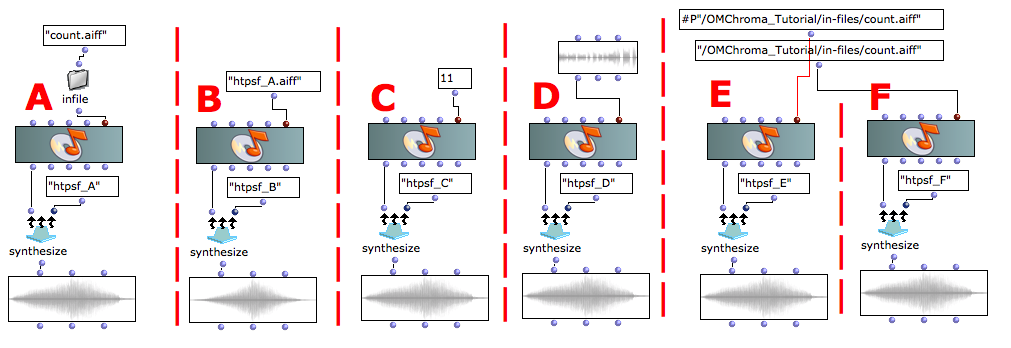 "count.aiff"
infile
A
"htpsf_A"
synthesize
"htpsf_A.aiff"
B
"htpsf_B"
synthesize
11
C
"htpsf_C"
synthesize
D
"htpsf_D"
synthesize
#P"/OMChroma_Tutorial/in-files/count.aiff"
"/OMChroma_Tutorial/in-files/count.aiff"
E
"htpsf_E"
synthesize
F
"htpsf_F"
synthesize